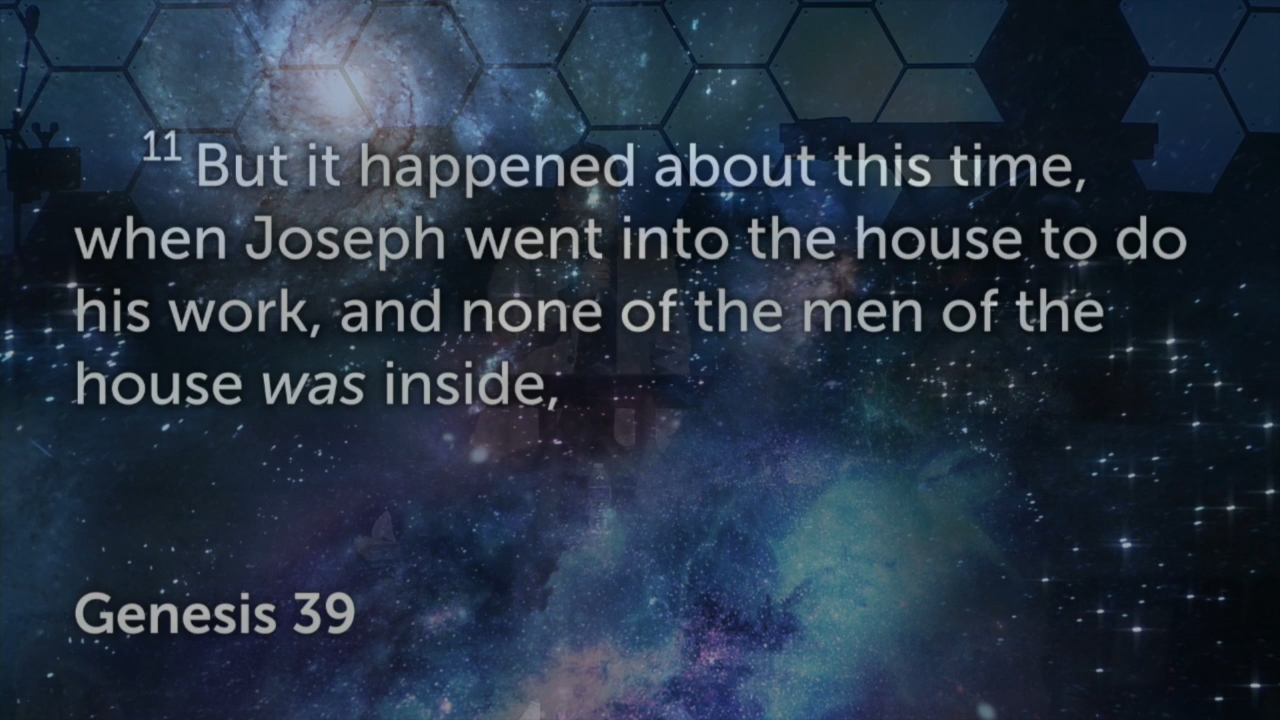 11 But it happened about this time,
when Joseph went into the house to do
his work, and none of the men of the
house was inside,
Genesis 39